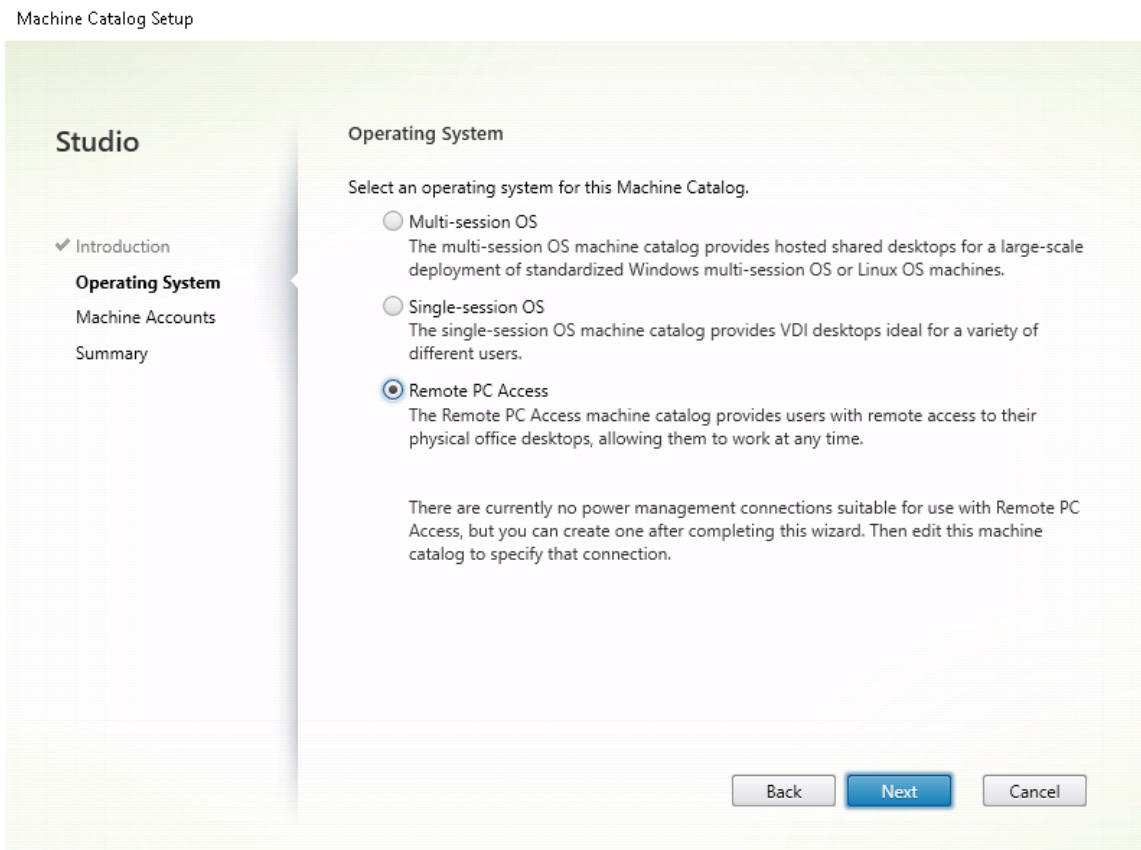 Machine Catalog Setup
Studio
Introduction
Operating System
Machine Accounts
Summary
Operating System
Select an operating system for this Machine Catalog.
Multi-session OS
The multi-session OS machine catalog provides hosted shared desktops for a large-scale
deployment of standardized Windows multi-session OS or Linux OS machines.
Single-session OS
The single-session OS machine catalog provides VDI desktops ideal for a variety of
different users.
Remote PC Access
The Remote PC Access machine catalog provides users with remote access to their
physical office desktops, allowing them to work at any time.
There are currently no power management connections suitable for use with Remote PC
Access, but you can create one after completing this wizard. Then edit this machine
catalog to specify that connection.
Back
Next
Cancel